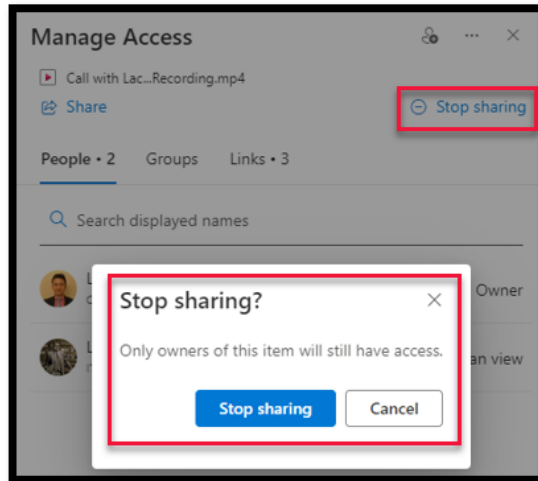 Manage Access
Call with Lac...Recording.mp4
Share
Stop sharing
People • 2 Groups Links • 3
Search displayed names
L
Owner
Stop sharing?
Only owners of this item will still have access.
L
an view
Stop sharing Cancel